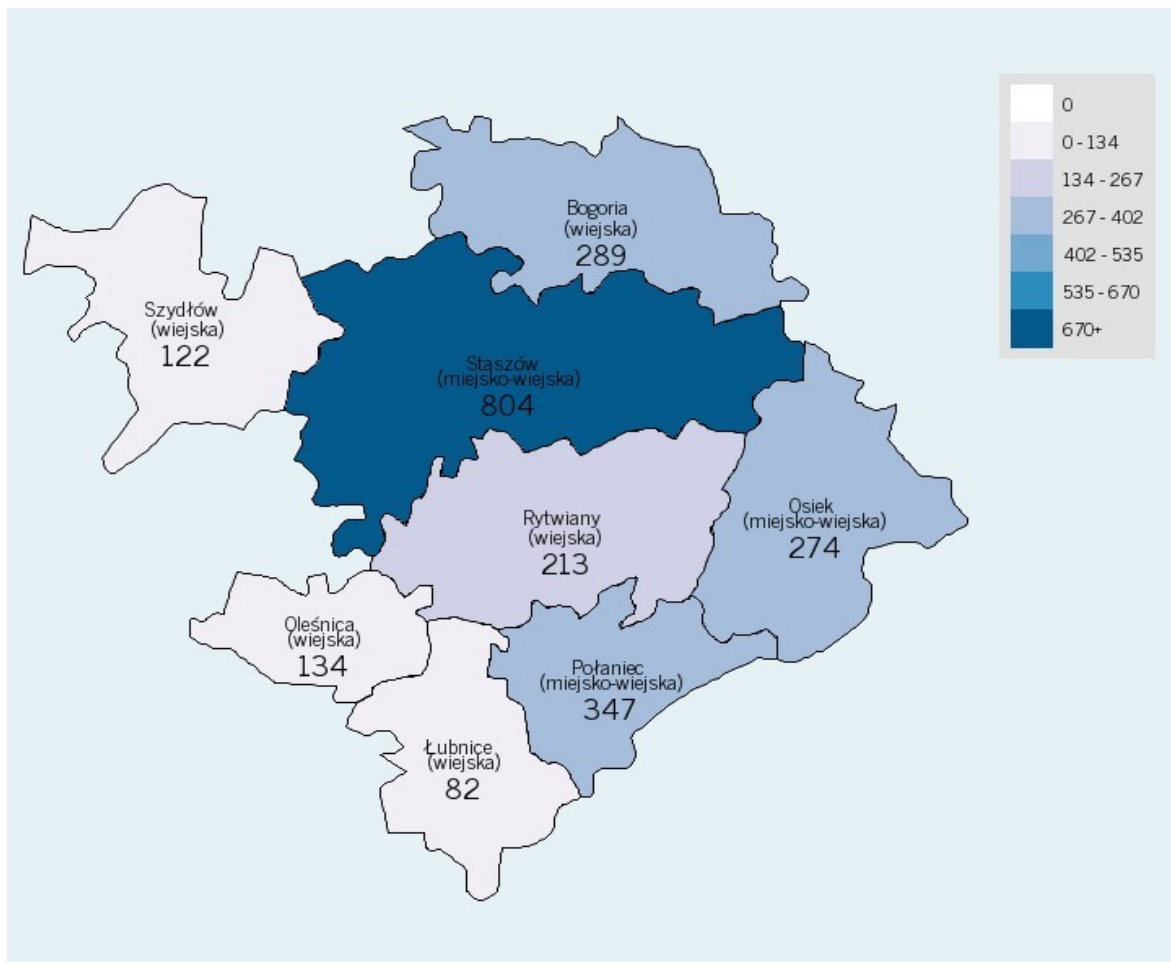 0
0 - 134
134 - 267
267 - 402
402 - 535
535 - 670
670+
Bogoria
(wiejska)
289
Szydłów
(wiejska)
122
Staszów
(miejsko-wiejska)
804
Osiek
(miejsko-wiejska)
274
Rytwiany
(wiejska)
213
Oleśnica
(wiejska)
134
Połaniec
(miejsko-wiejska)
347
Łubnice
(wiejska)
82